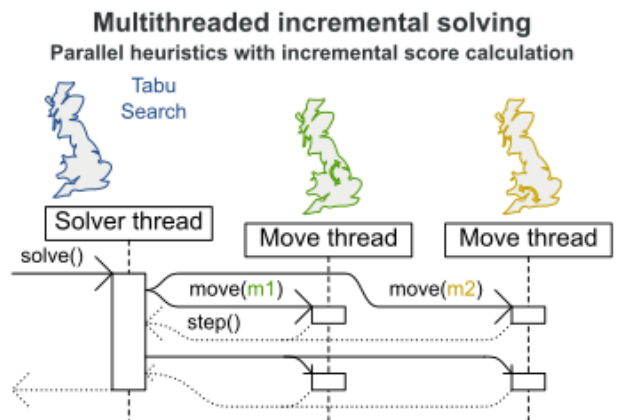 Multithreaded incremental solving
Parallel heuristics with incremental score calculation
Tabu
Search
Solver thread
Move thread
Move thread
solve()
move(m1)
move(m2)
step()